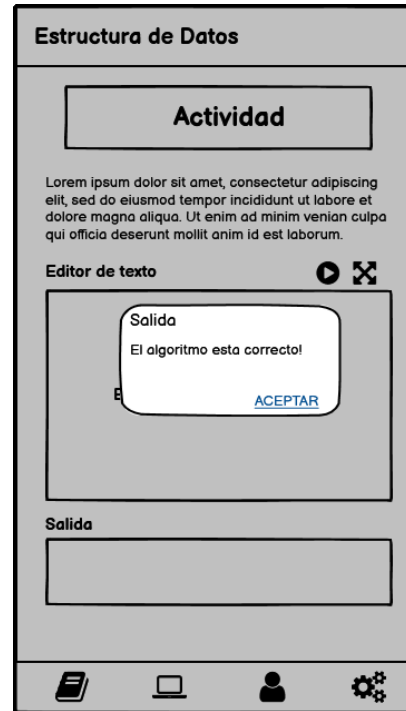 Estructura de Datos
Actividad
Lorem ipsum dolor sit amet, consectetur adipiscing
elit, sed do eiusmod tempor incididunt ut labore et
dolore magna aliqua. Ut enim ad minim venian culpa
qui officia deserunt mollit anim id est laborum.
Editor de texto
Salida
El algoritmo esta correcto!
ACEPTAR
Salida